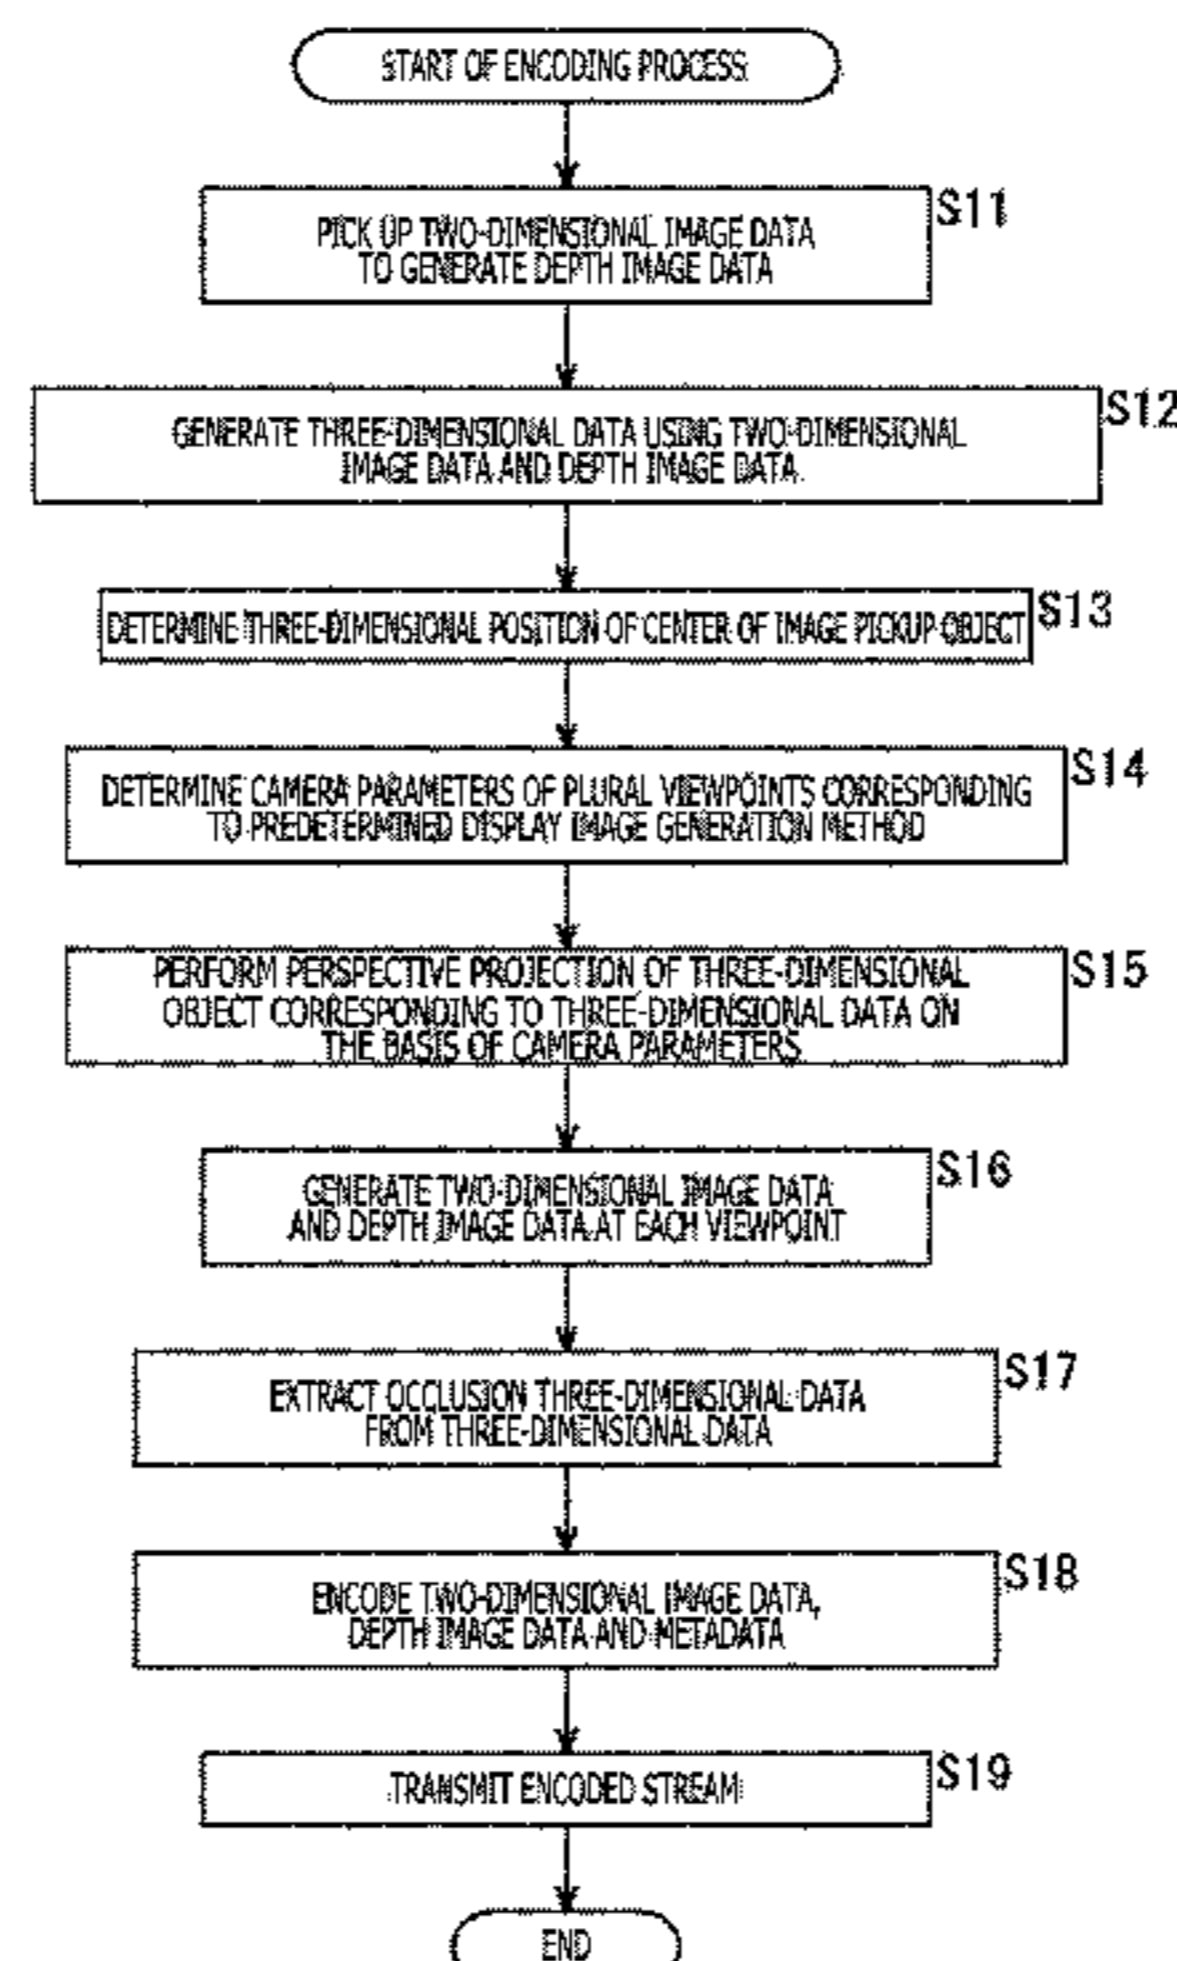 START OF ENCODING PROCESS
S11
PICK UP TWO-DIMENSIONAL IMAGE DATA
TO GENERATE DEPTH IMAGE DATA
S12
GENERATE THREE-DIMENSIONAL DATA USING TWO-DIMENSIONAL
IMAGE DATA AND DEPTH IMAGE DATA
S13
DETERMINE THREE-DIMENSIONAL POSITION OF CENTER OF IMAGE PICKUP OBJECT
S14
DETERMINE CAMERA PARAMETERS OF PLURAL VIEWPOINTS CORRESPONDING
TO PREDETERMINED DISPLAY IMAGE GENERATION METHOD
S15
PERFORM PERSPECTIVE PROJECTION OF THREE-DIMENSIONAL
OBJECT CORRESPONDING TO THREE-DIMENSIONAL DATA ON
THE BASIS OF CAMERA PARAMETERS
S16
GENERATE TWO-DIMENSIONAL IMAGE DATA
AND DEPTH IMAGE DATA AT EACH VIEWPOINT
S17
EXTRACT OCCLUSION THREE-DIMENSIONAL DATA
FROM THREE-DIMENSIONAL DATA
S18
ENCODE TWO-DIMENSIONAL IMAGE DATA,
DEPTH IMAGE DATA AND METADATA
S19
TRANSMIT ENCODED STREAM
END